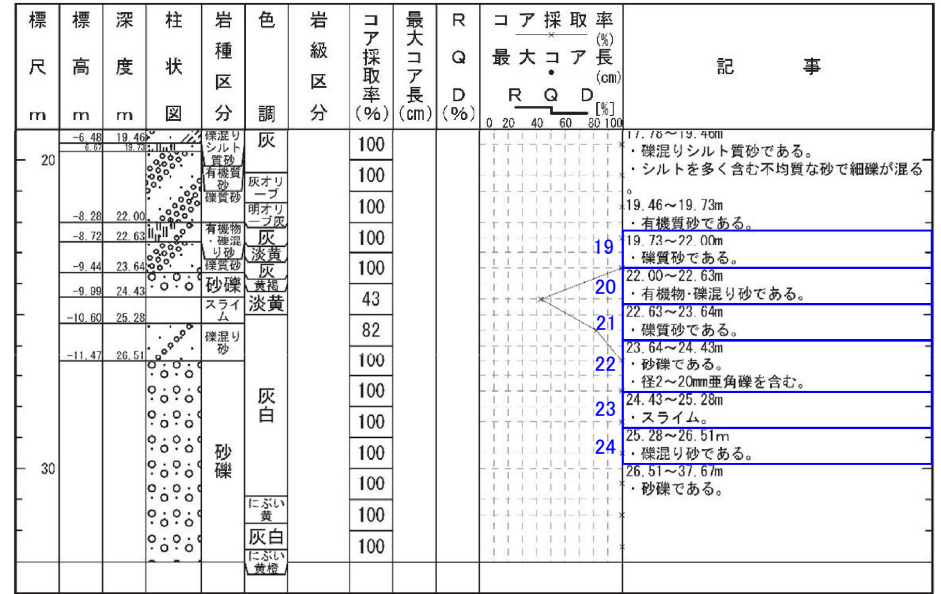 標尺m
標高m
深度m
柱状図
岩種区分
色調
岩級区分
コア採取率(%)
最大コア長(cm)
RQD(%)
コア採取率(%)
最大コア長(cm)
RQD[%]
0 20 40 60 80 100
記事
20
30
-6.48 19.46
6.67 19.73
-8.28 22.00
-8.72 22.63
-9.44 23.64
-9.99 24.43
-10.60 25.28
-11.47 26.51
礫混りシルト質砂
有機質砂
礫質砂
有機物・礫混り砂
礫質砂
砂礫
スライム
礫混り砂
砂礫
灰
灰オリーブ
明オリーブ灰
灰
淡黄
灰
黄褐
淡黄
灰白
にぶい黄
灰白
にぶい黄橙
100
100
100
100
100
43
82
100
100
100
100
100
100
100
17.78～19.46m
・礫混りシルト質砂である。
・シルトを多く含む不均質な砂で細礫が混る
。
19.46～19.73m
・有機質砂である。
19
19.73～22.00m
・礫質砂である。
20
22.00～22.63m
・有機物・礫混り砂である。
21
22.63～23.64m
・礫質砂である。
22
23.64～24.43m
・砂礫である。
・径2～20mm亜角礫を含む。
23
24.43～25.28m
・スライム。
24
25.28～26.51m
・礫混り砂である。
26.51～37.67m
・砂礫である。